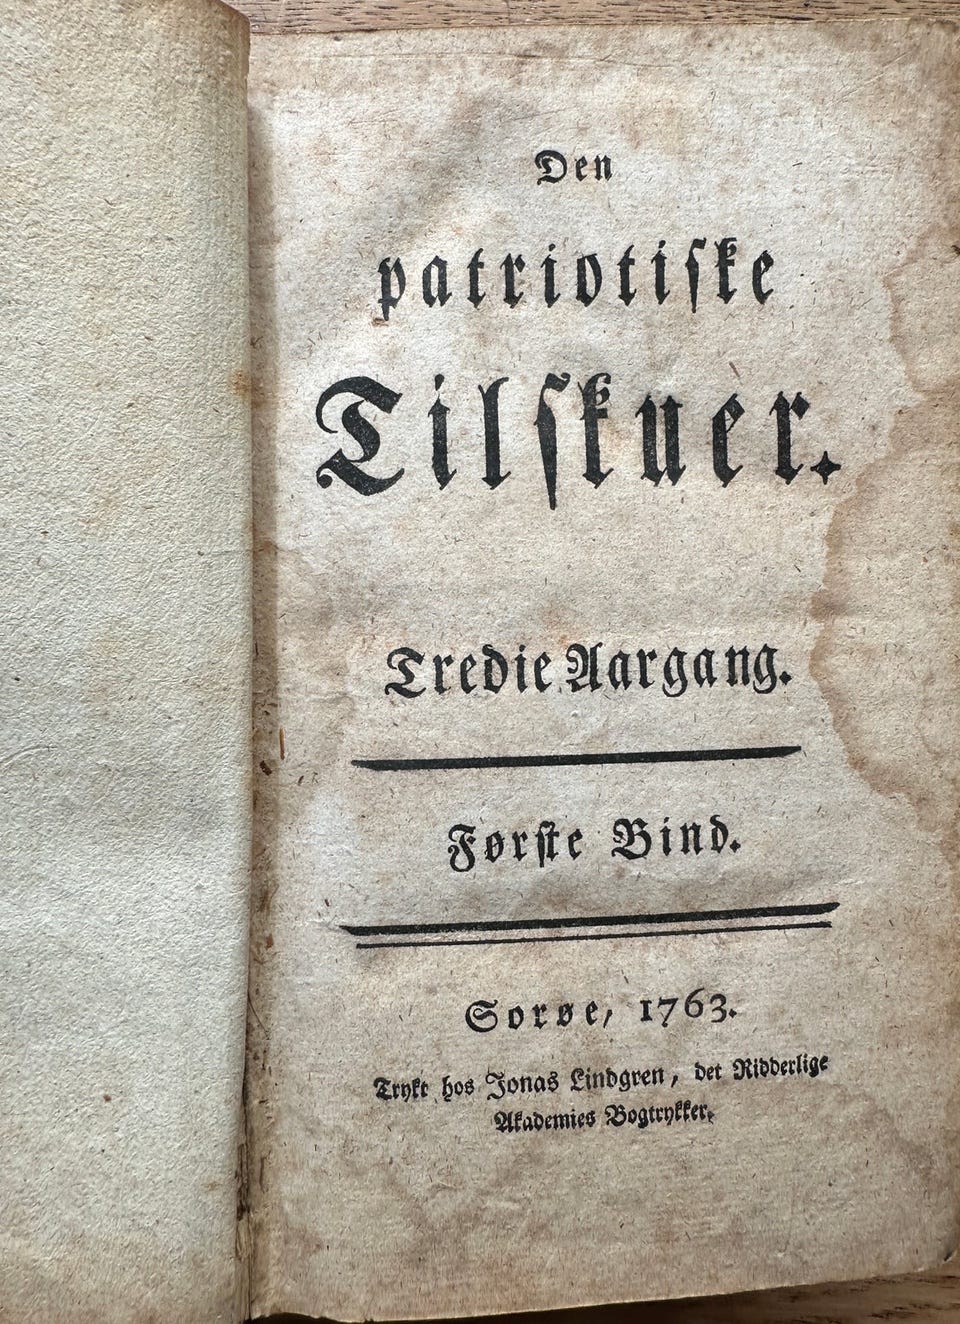 Den
patriotiske
Tilskuer.
Tredie Aargang.
Første Bind.
Sorøe, 1763.
Trykt hos Jonas Lindgren, det Ridderlige
Akademies Bogtrykker.